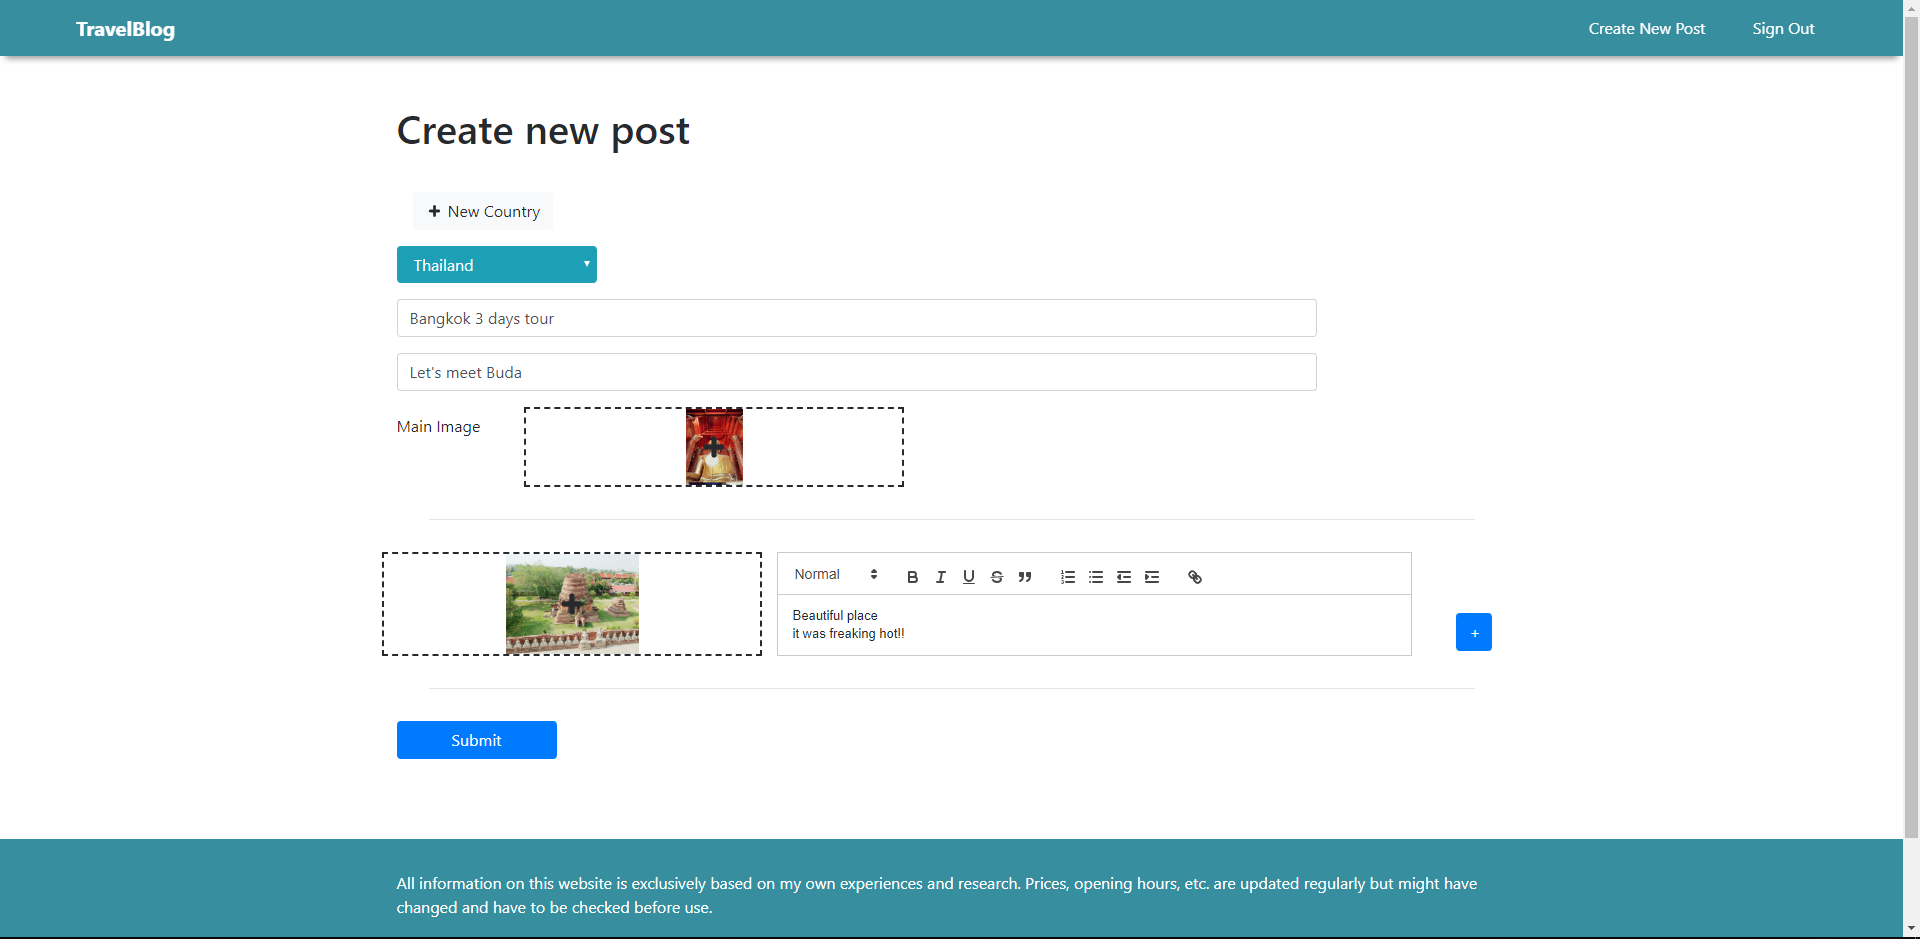 TravelBlog
Create New Post
Sign Out
Create new post
+ New Country
Thailand
Bangkok 3 days tour
Let's meet Buda
Main Image
Normal
Beautiful place
it was freaking hot!!
+
Submit
All information on this website is exclusively based on my own experiences and research. Prices, opening hours, etc. are updated regularly but might have
changed and have to be checked before use.